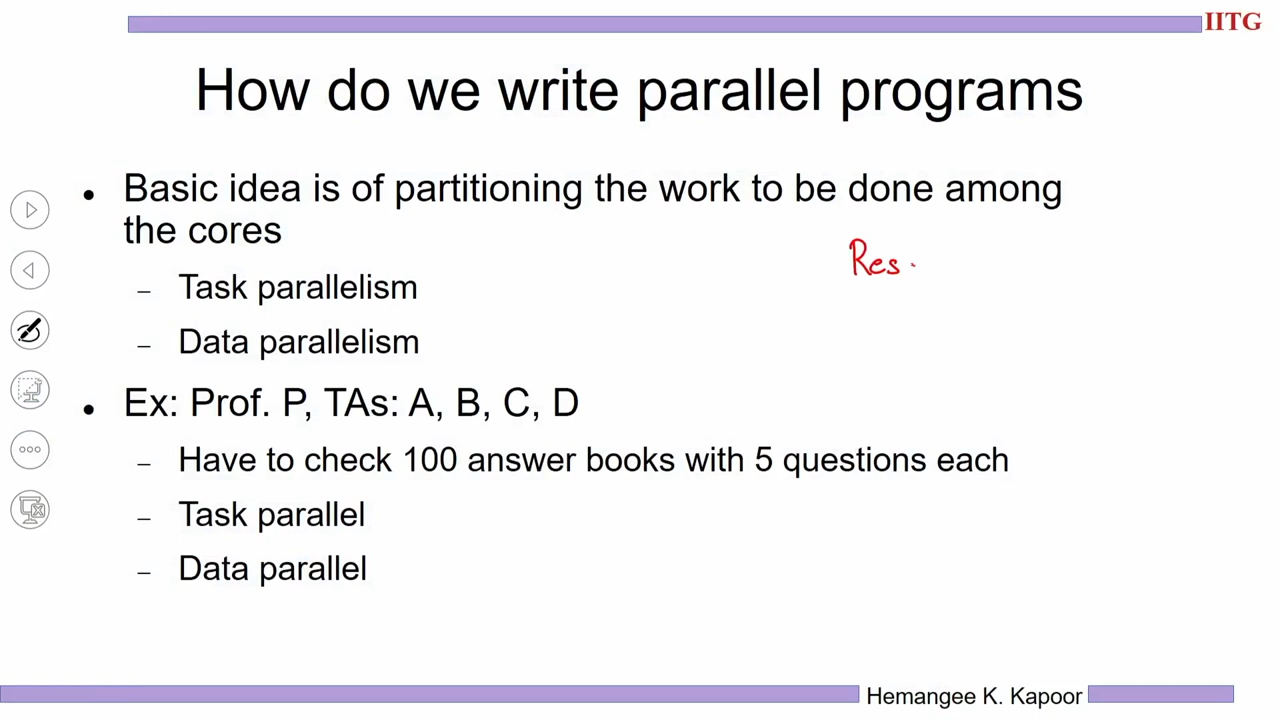 IITG
How do we write parallel programs
• Basic idea is of partitioning the work to be done among
the cores
Res.
– Task parallelism
– Data parallelism
• Ex: Prof. P, TAs: A, B, C, D
– Have to check 100 answer books with 5 questions each
– Task parallel
– Data parallel
Hemangee K. Kapoor